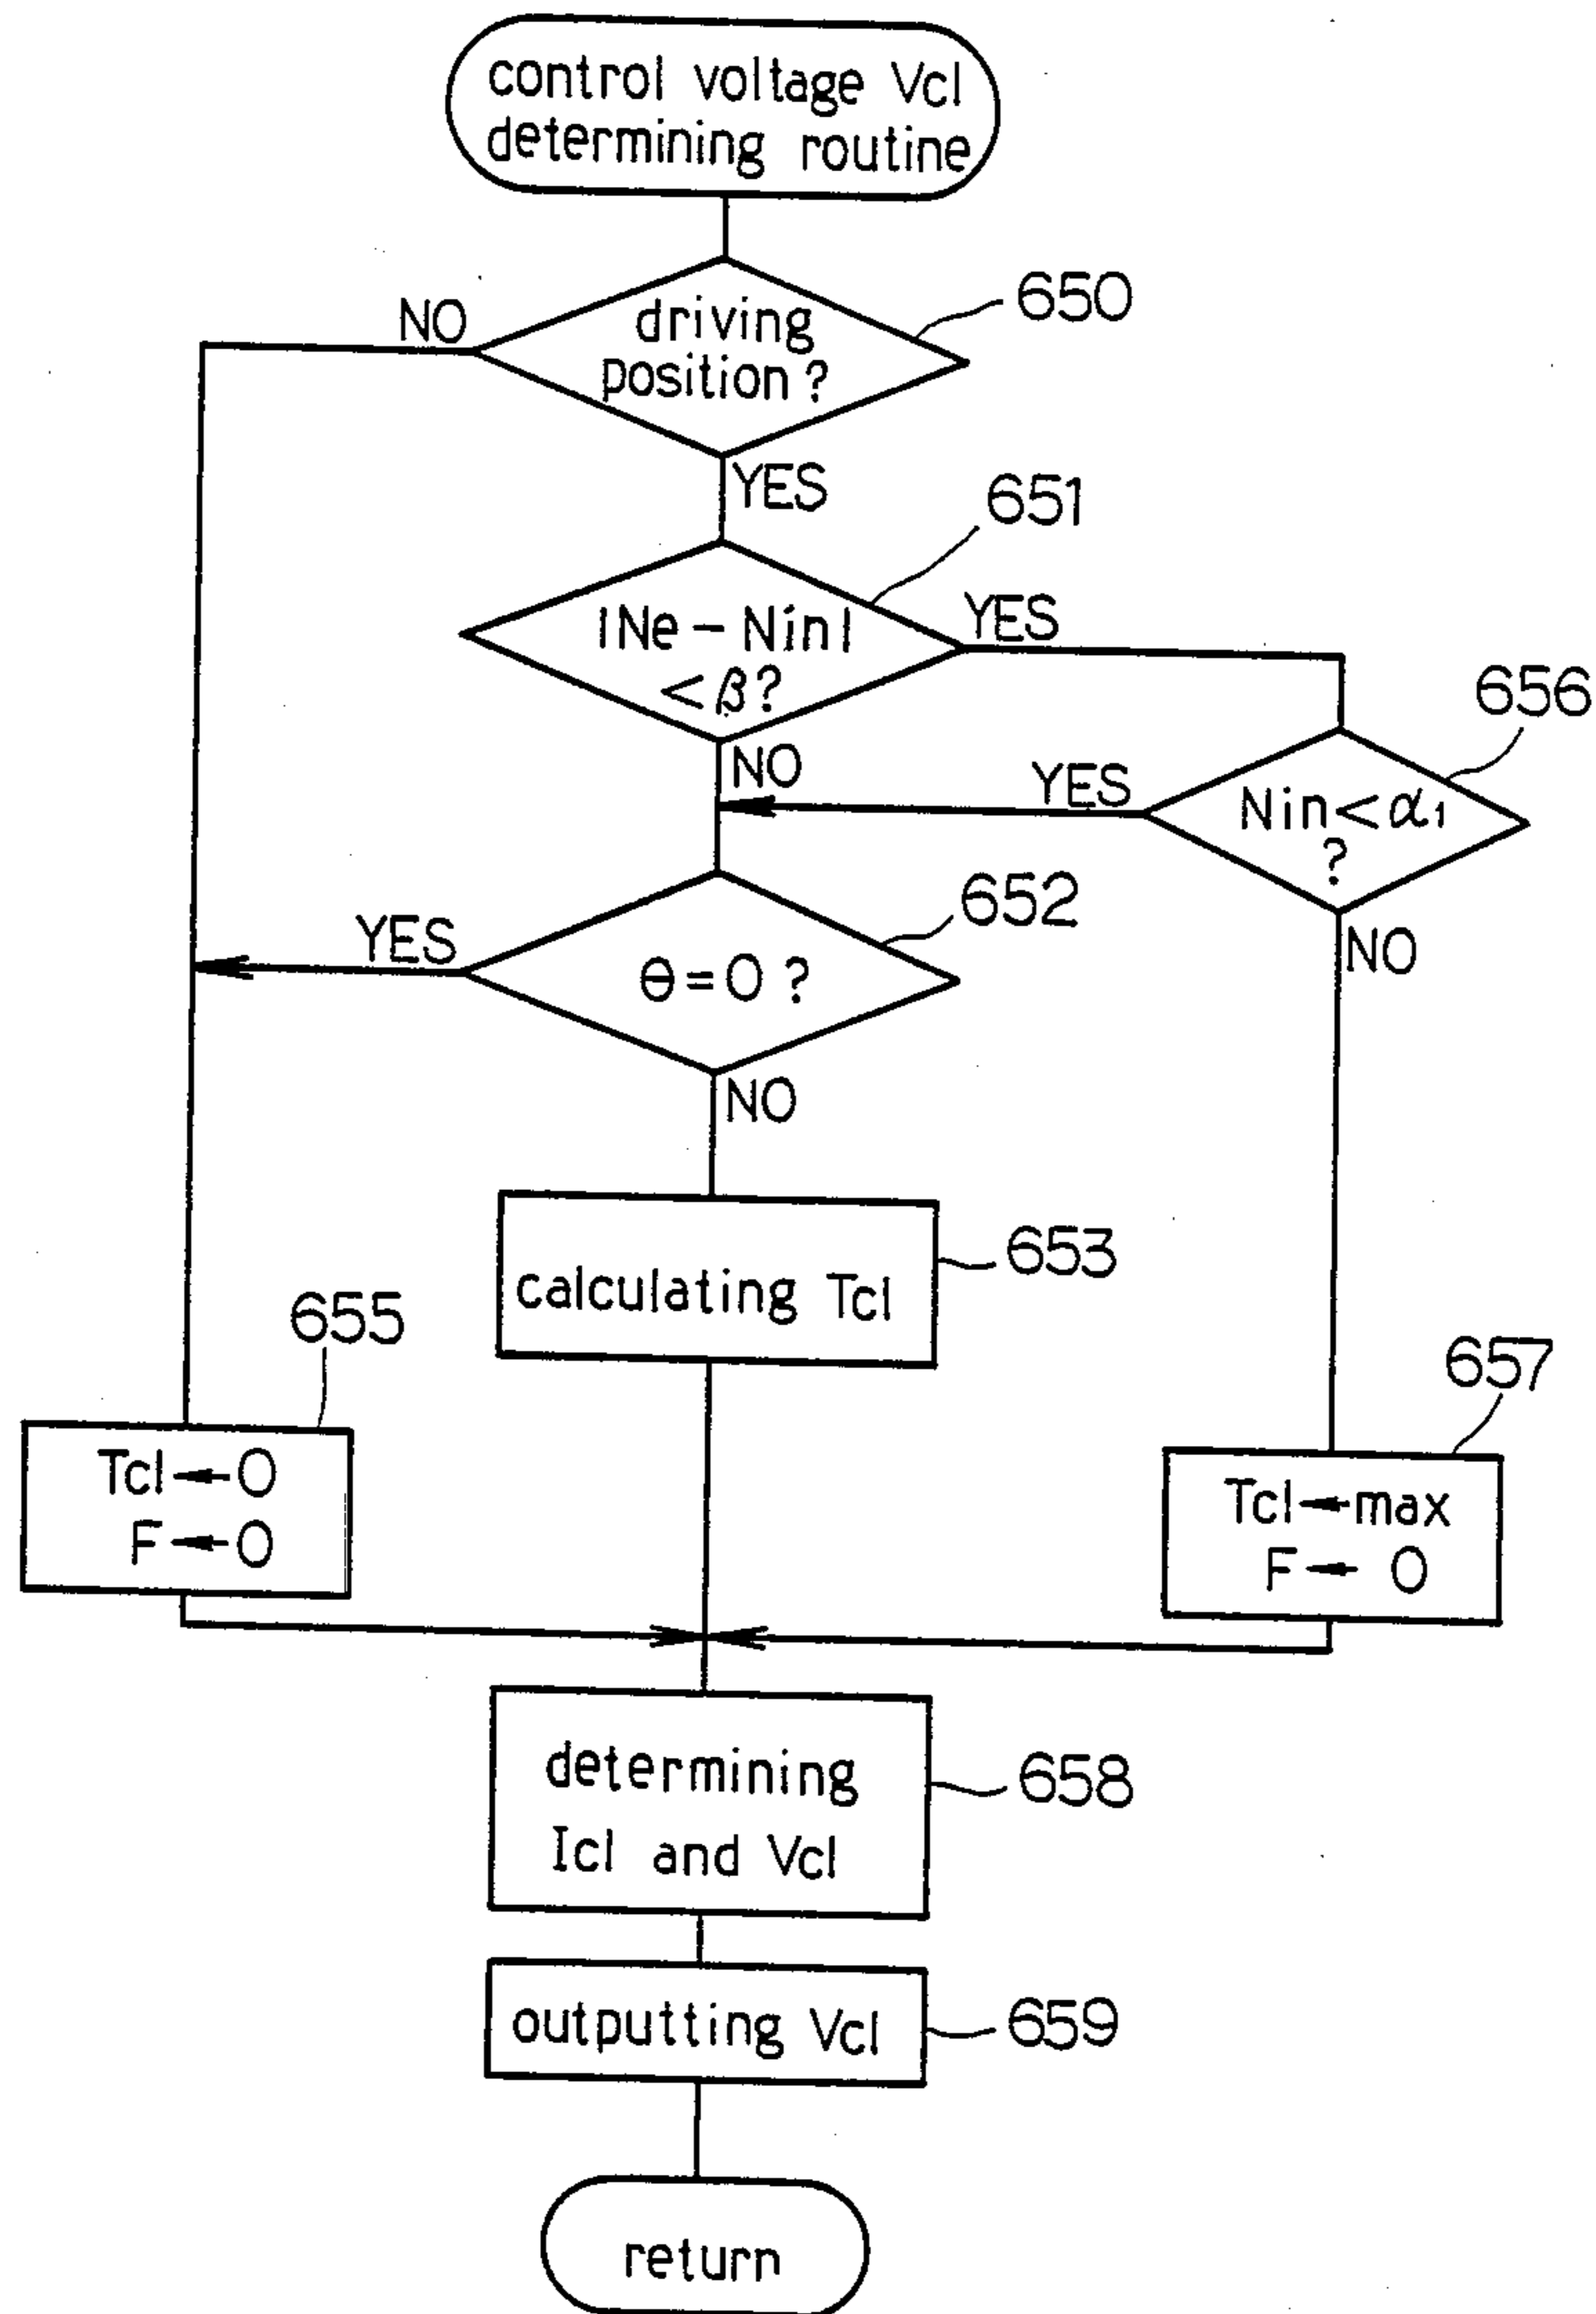 control voltage Vcl
determining routine
650
NO
driving
position ?
YES
651
|Ne – Nin|
< β?
YES
656
NO
YES
Nin < α1
?
652
YES
θ = 0 ?
NO
NO
653
calculating Tcl
655
657
Tcl ← 0
F ← 0
Tcl ← max
F ← 0
determining
Icl and Vcl
658
outputting Vcl
659
return